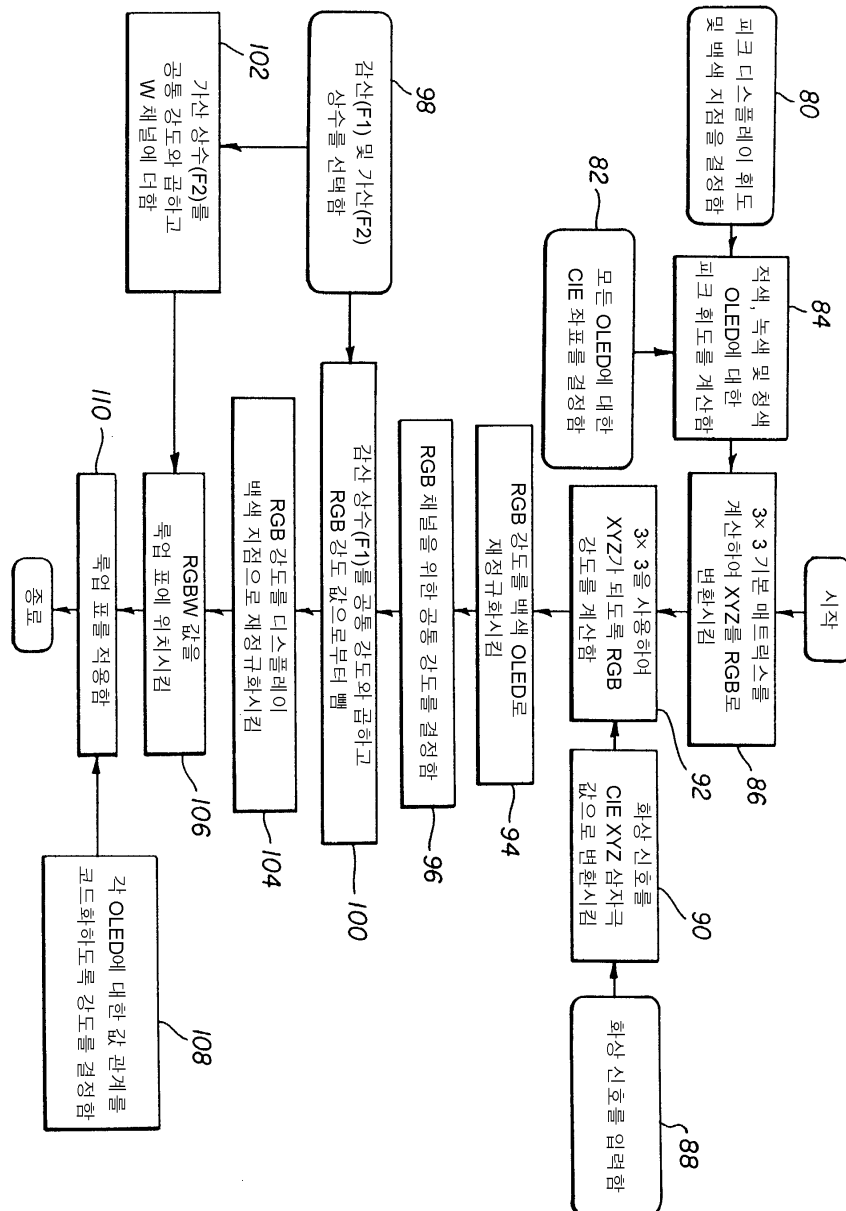 시작
80
피크 디스플레이 휘도
및 백색 지점을 결정함
84
적색, 녹색 및 청색
OLED에 대한
피크 휘도를 계산함
3× 3 기본 매트릭스를
계산하여 XYZ를 RGB로
변환시킴
86
82
모든 OLED에 대한
CIE 좌표를 결정함
3× 3을 사용하여
XYZ가 되도록 RGB
강도를 계산함
92
화상 신호를
CIE XYZ 삼자극
값으로 변환시킴
90
화상 신호를 입력함
88
RGB 강도를 백색 OLED로
재정규화시킴
94
RGB 채널을 위한 공통 강도를 결정함
96
98
감산(F1) 및 가산(F2)
상수를 선택함
감산 상수(F1)를 공통 강도와 곱하고
RGB 강도 값으로부터 뺌
100
102
가산 상수(F2)를
공통 강도와 곱하고
W 채널에 더함
RGB 강도를 디스플레이
백색 지점으로 재정규화시킴
104
RGBW 값을
룩업 표에 위치시킴
106
110
룩업 표를 적용함
각 OLED에 대한 값 관계를
코드화하도록 강도를 결정함
108
종료